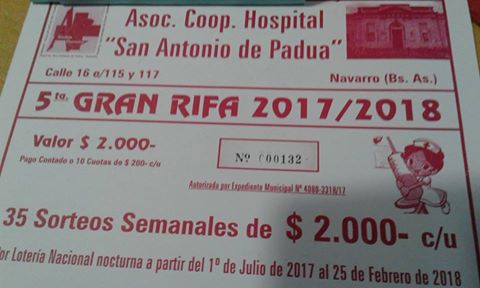 Asoc. Coop. Hospital
"San Antonio de Padua"
Calle 16 e/115 y 117
Navarro (Bs. As.)
5ta. GRAN RIFA 2017/2018
Valor $ 2.000-
Pago Contado o 10 Cuotas de $ 200- c/u
Nº 000132
Autorizada por Expediente Municipal Nº 4080-3318/17
35 Sorteos Semanales de $ 2.000- c/u
or Lotería Nacional nocturna a partir del 1º de Julio de 2017 al 25 de Febrero de 2018